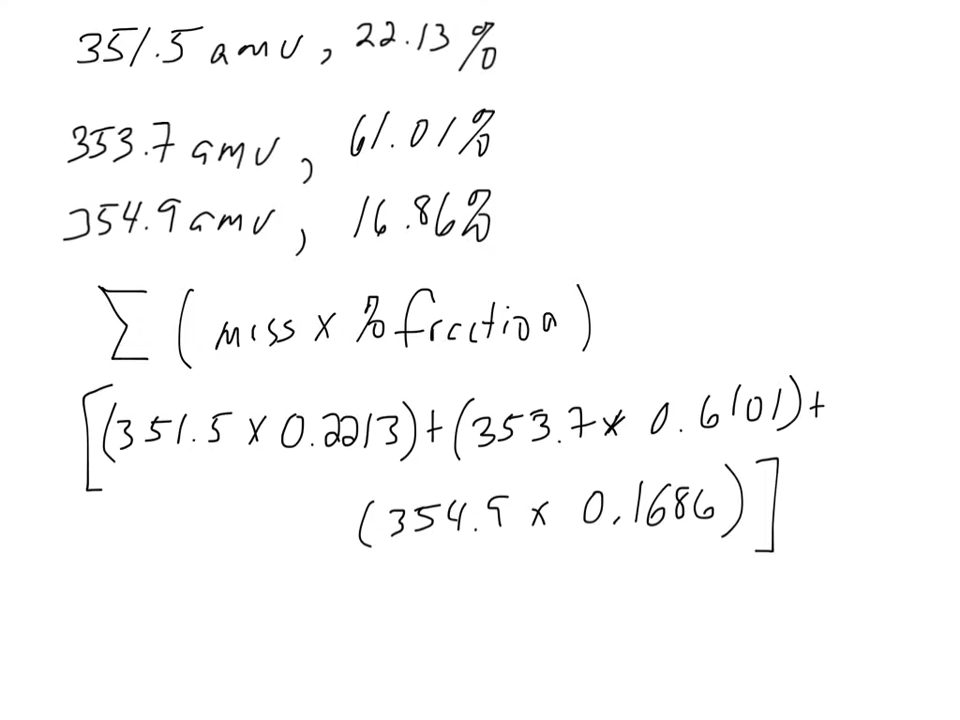 351.5 amu, 22.13%
353.7 amu, 61.01%
354.9 amu, 16.86%
Σ (mass x % fraction)
[(351.5 x 0.2213) + (353.7 x 0.6101) +
(354.9 x 0.1686)]